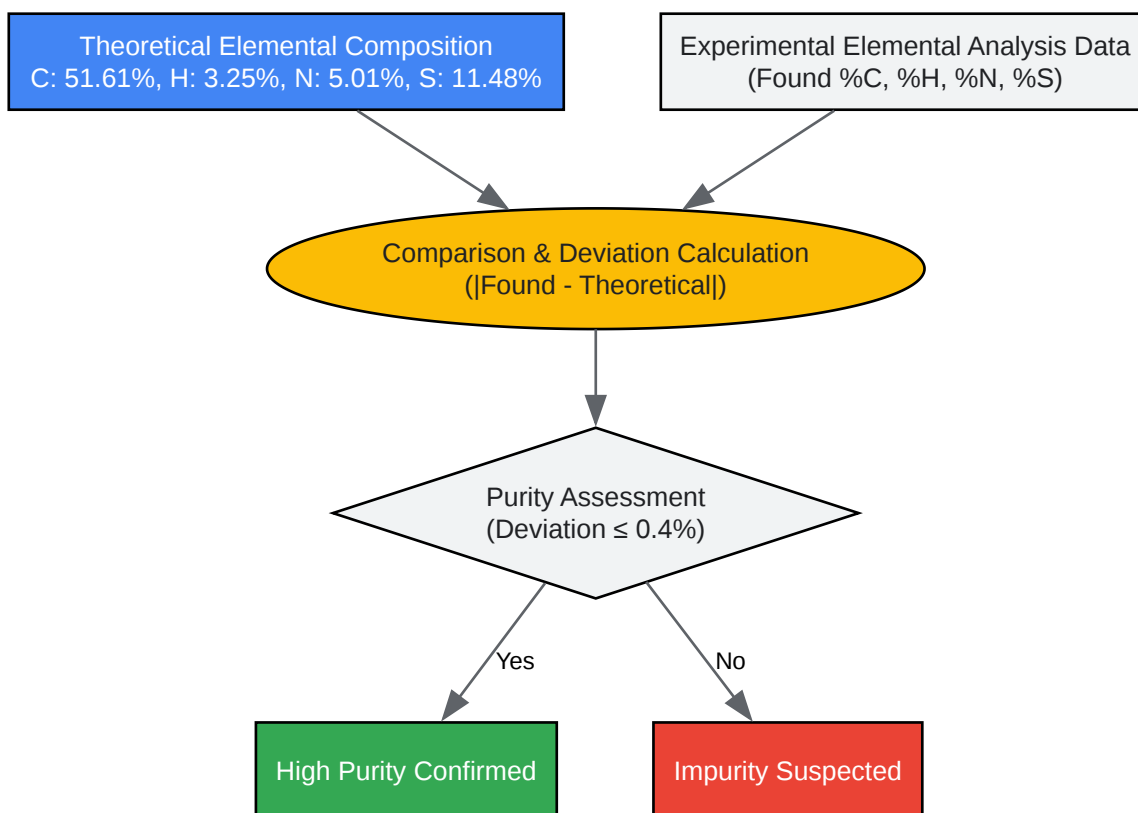 Theoretical Elemental Composition
C: 51.61%, H: 3.25%, N: 5.01%, S: 11.48%
Experimental Elemental Analysis Data
(Found %C, %H, %N, %S)
Comparison & Deviation Calculation
(|Found - Theoretical|)
Purity Assessment
(Deviation ≤ 0.4%)
Yes
No
High Purity Confirmed
Impurity Suspected